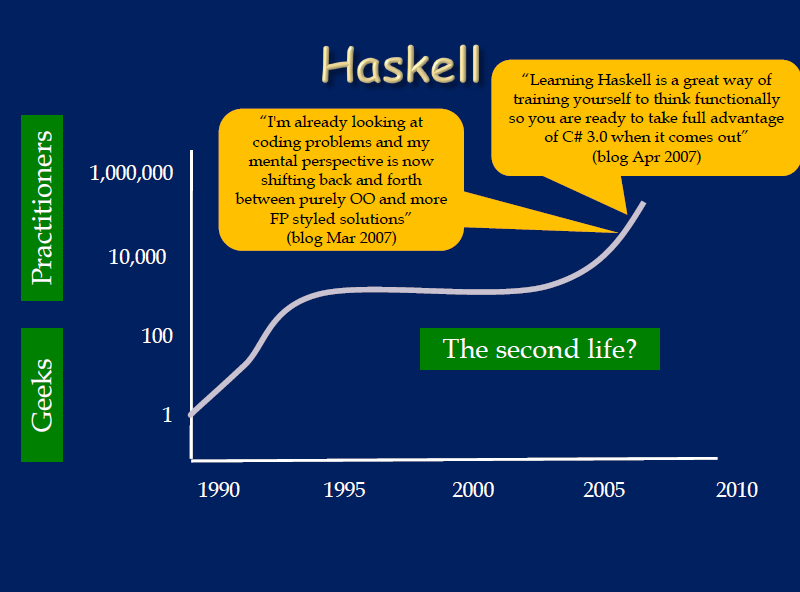 Haskell
“Learning Haskell is a great way of
training yourself to think functionally
so you are ready to take full advantage
of C# 3.0 when it comes out”
(blog Apr 2007)
“I'm already looking at
coding problems and my
mental perspective is now
shifting back and forth
between purely OO and more
FP styled solutions”
(blog Mar 2007)
Practitioners
Geeks
1,000,000
10,000
100
1
The second life?
1990 1995 2000 2005 2010